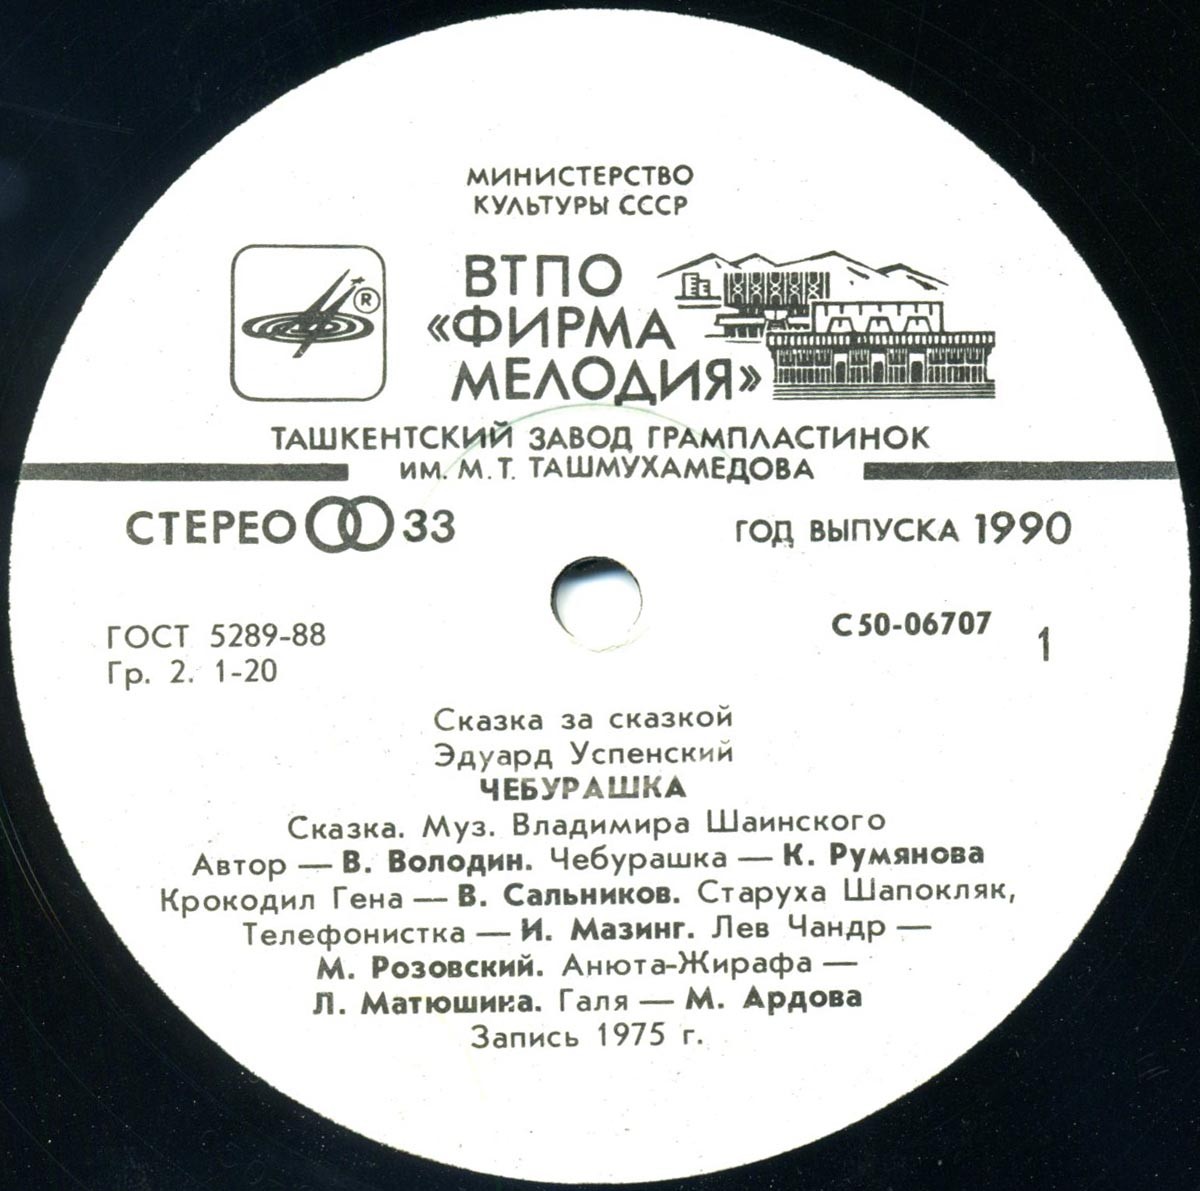 МИНИСТЕРСТВО
КУЛЬТУРЫ СССР
ВТПО
«ФИРМА
МЕЛОДИЯ»
®
ТАШКЕНТСКИЙ ЗАВОД ГРАМПЛАСТИНОК
ИМ. М. Т. ТАШМУХАМЕДОВА
СТЕРЕО 33
ГОД ВЫПУСКА 1990
ГОСТ 5289-88
Гр. 2. 1-20
С50-06707
1
Сказка за сказкой
Эдуард Успенский
ЧЕБУРАШКА
Сказка. Муз. Владимира Шаинского
Автор — В. Володин. Чебурашка — К. Румянова
Крокодил Гена — В. Сальников. Старуха Шапокляк,
Телефонистка — И. Мазинг. Лев Чандр —
М. Розовский. Анюта-Жирафа —
Л. Матюшина. Галя — М. Ардова
Запись 1975 г.